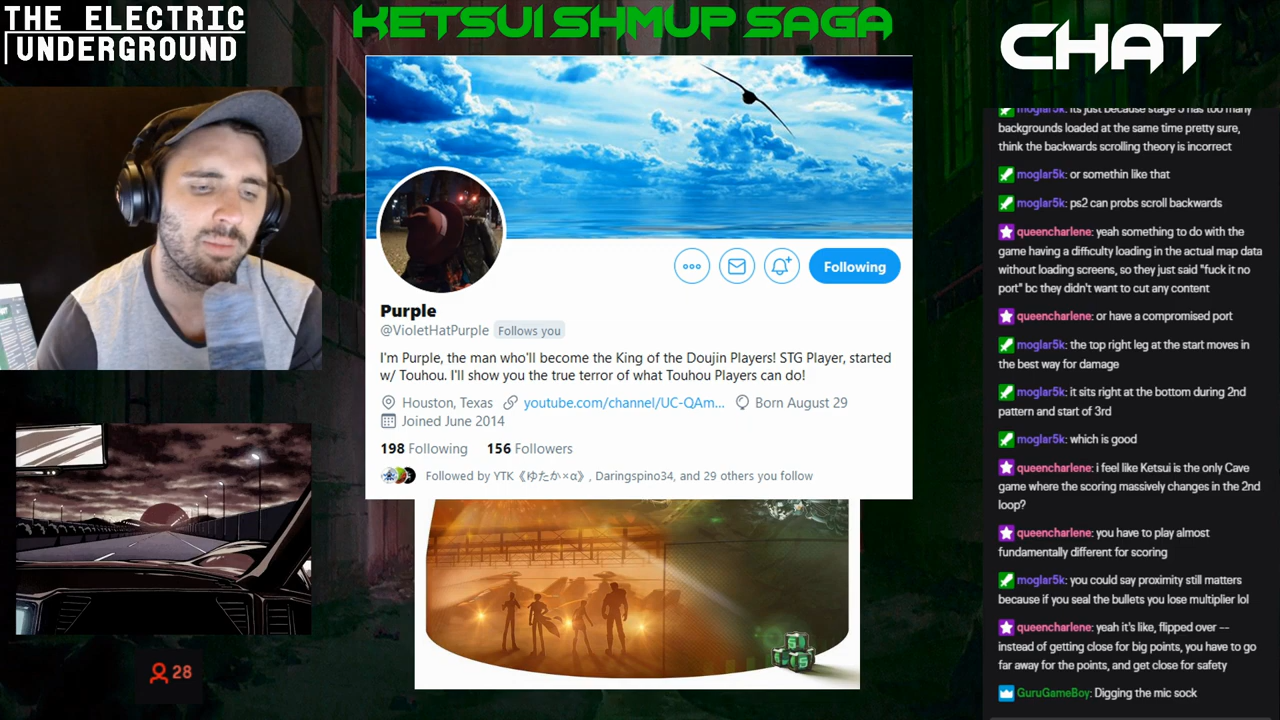 THE ELECTRIC
UNDERGROUND
KETSUI SHMUP SAGA
CHAT
Following
Purple
@VioletHatPurple Follows you
I'm Purple, the man who'll become the King of the Doujin Players! STG Player, started
w/ Touhou. I'll show you the true terror of what Touhou Players can do!
Houston, Texas youtube.com/channel/UC-QAm... Born August 29
Joined June 2014
198 Following 156 Followers
Followed by YTK《ゆたか×α》, Daringspino34, and 29 others you follow
28
moglar5k: its just because stage 5 has too many
backgrounds loaded at the same time pretty sure,
think the backwards scrolling theory is incorrect
moglar5k: or somethin like that
moglar5k: ps2 can probs scroll backwards
queencharlene: yeah something to do with the
game having a difficulty loading in the actual map data
without loading screens, so they just said "fuck it no
port" bc they didn't want to cut any content
queencharlene: or have a compromised port
moglar5k: the top right leg at the start moves in
the best way for damage
moglar5k: it sits right at the bottom during 2nd
pattern and start of 3rd
moglar5k: which is good
queencharlene: i feel like Ketsui is the only Cave
game where the scoring massively changes in the 2nd
loop?
queencharlene: you have to play almost
fundamentally different for scoring
moglar5k: you could say proximity still matters
because if you seal the bullets you lose multiplier lol
queencharlene: yeah it's like, flipped over --
instead of getting close for big points, you have to go
far away for the points, and get close for safety
GuruGameBoy: Digging the mic sock